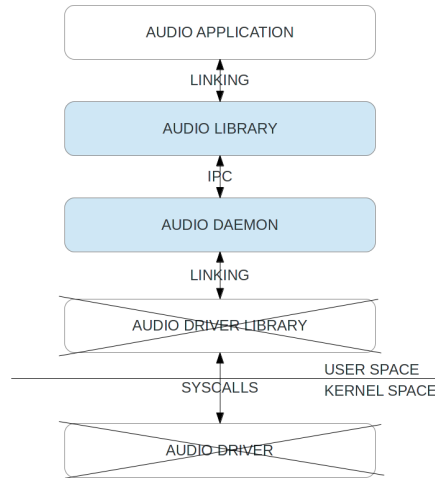 AUDIO APPLICATION
LINKING
AUDIO LIBRARY
IPC
AUDIO DAEMON
LINKING
AUDIO DRIVER LIBRARY
USER SPACE
SYSCALLS
KERNEL SPACE
AUDIO DRIVER